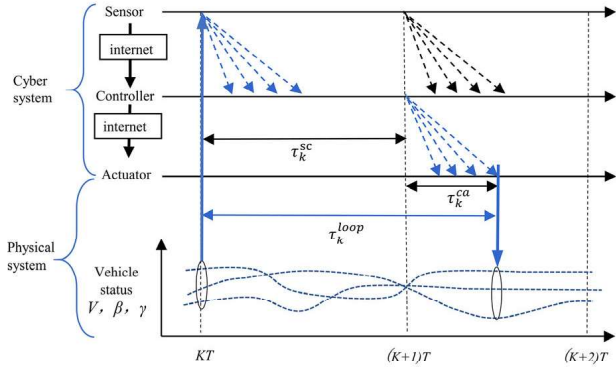 Sensor
internet
Cyber
system
Controller
internet
τ_k^{sc}
Actuator
τ_k^{ca}
τ_k^{loop}
Physical
system
Vehicle
status
V，β，γ
KT
(K+1)T
(K+2)T